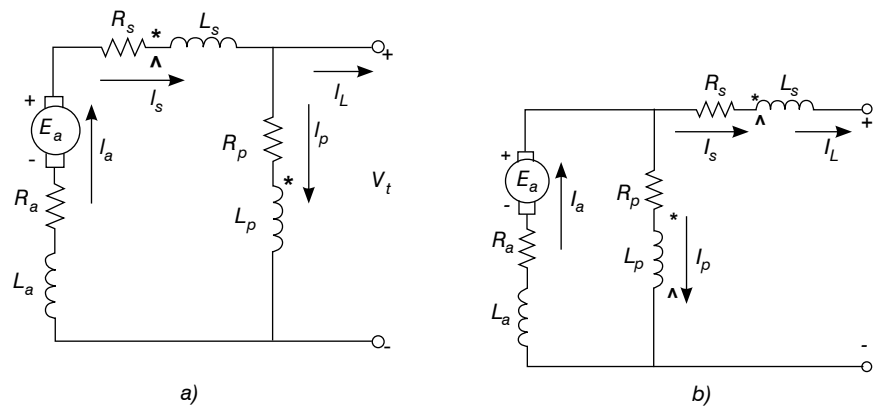 R_s * L_s
^
+
I_s
I_L
+
E_a
-
I_a
R_p
I_p
*
V_t
R_a
L_p
L_a
-
a)
R_s * L_s
^
+
I_s
I_L
+
E_a
-
I_a
R_p
*
R_a
L_p
I_p
^
L_a
-
b)